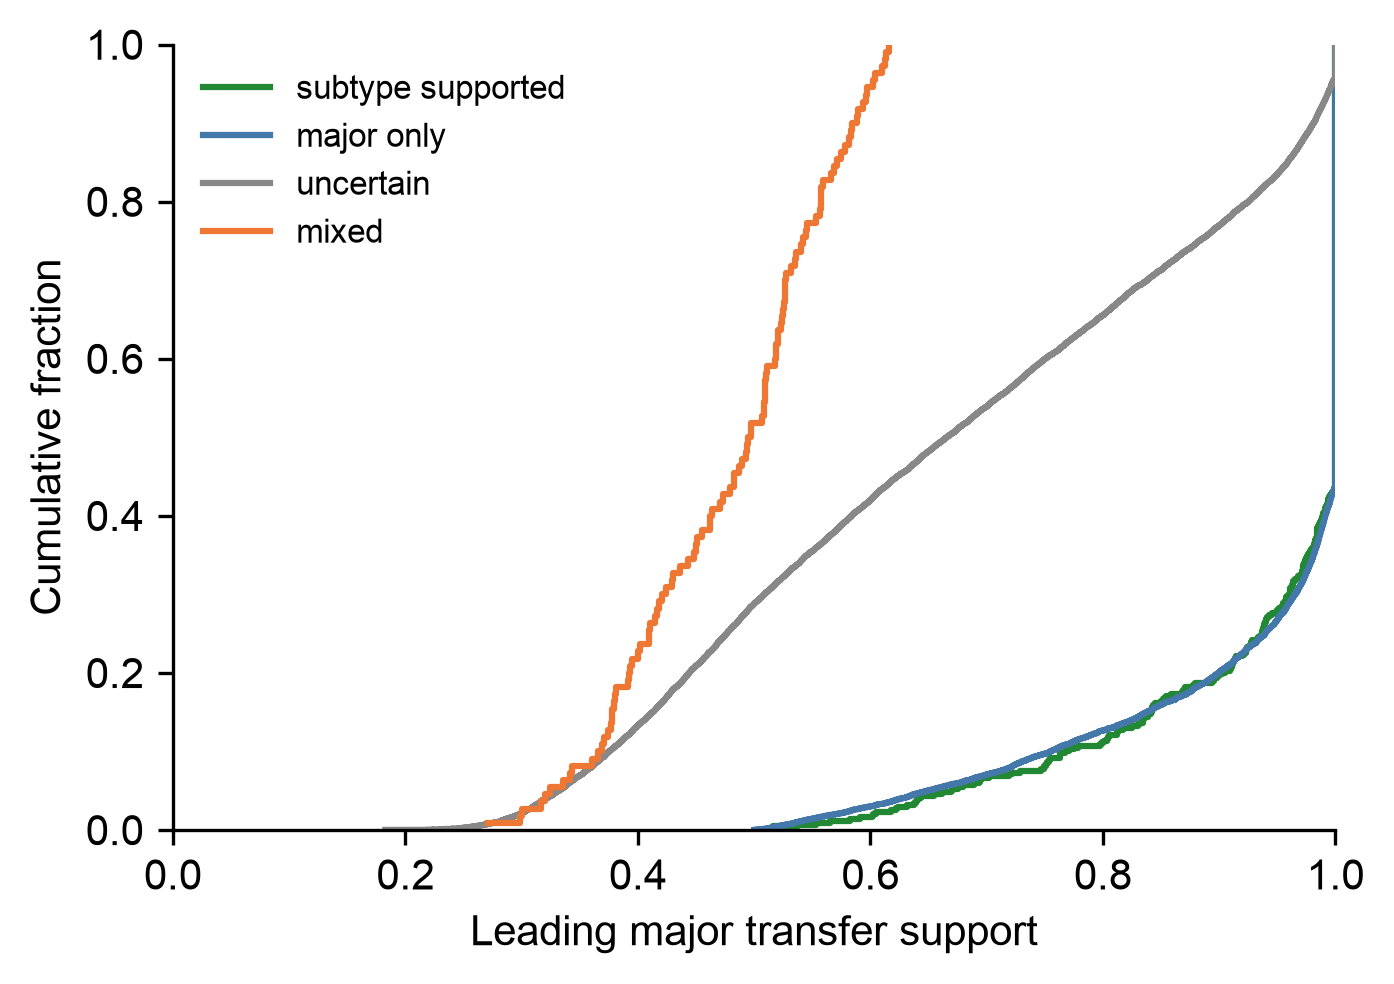 1.0
0.8
0.6
0.4
0.2
0.0
Cumulative fraction
subtype supported
major only
uncertain
mixed
0.0 0.2 0.4 0.6 0.8 1.0
Leading major transfer support